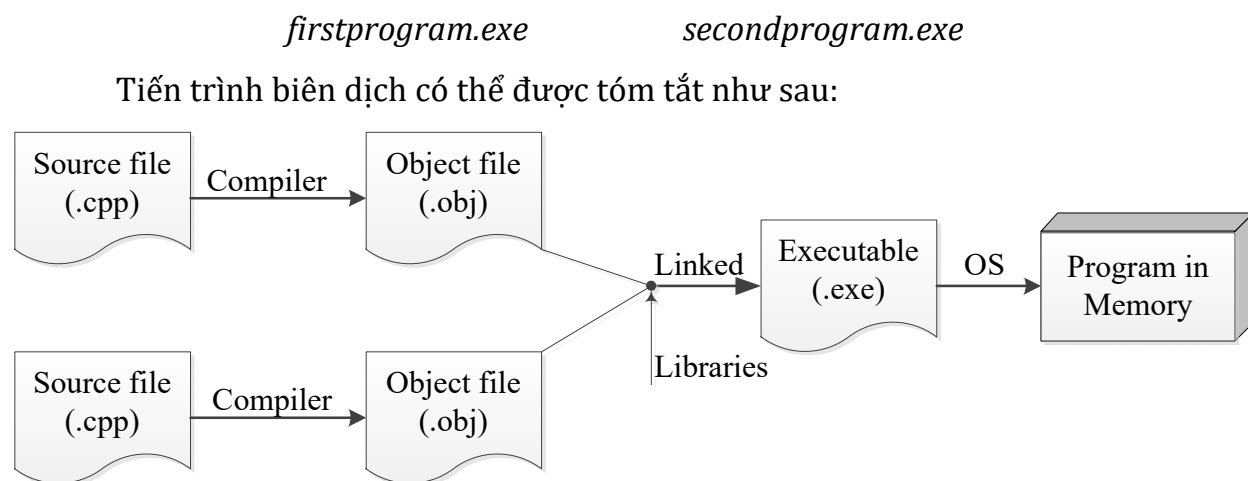 firstprogram.exe secondprogram.exe
Tiến trình biên dịch có thể được tóm tắt như sau:
Source file
(.cpp)
Compiler
Object file
(.obj)
Linked
Executable
(.exe)
OS
Program in
Memory
Libraries
Source file
(.cpp)
Compiler
Object file
(.obj)